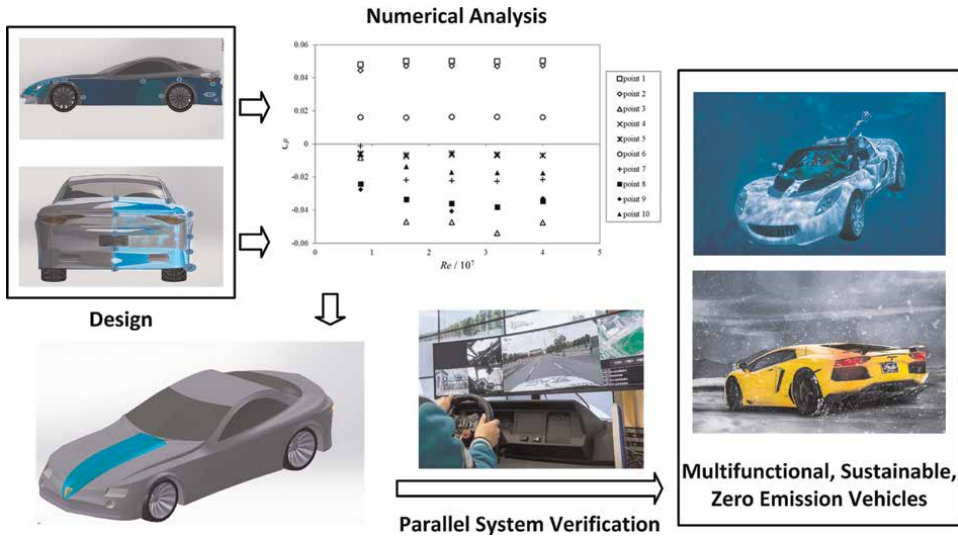 Numerical Analysis
0.06
0.04
0.02
0
-0.02
-0.04
-0.06
0
1
2
3
4
5
Re / 10⁷
point 1
point 2
point 3
point 4
point 5
point 6
point 7
point 8
point 9
point 10
Design
Parallel System Verification
Multifunctional, Sustainable,
Zero Emission Vehicles